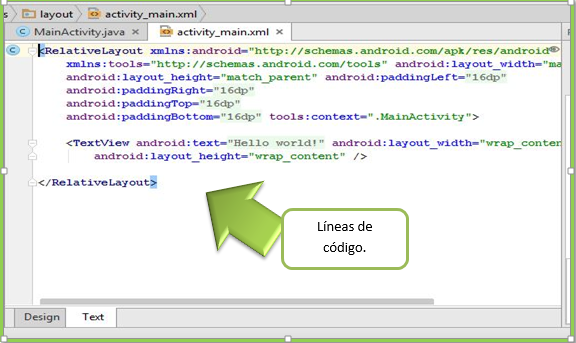 s layout activity_main.xml
MainActivity.java activity_main.xml
<RelativeLayout xmlns:android="http://schemas.android.com/apk/res/android"
xmlns:tools="http://schemas.android.com/tools" android:layout_width="ma
android:layout_height="match_parent" android:paddingLeft="16dp"
android:paddingRight="16dp"
android:paddingTop="16dp"
android:paddingBottom="16dp" tools:context=".MainActivity">
<TextView android:text="Hello world!" android:layout_width="wrap_conten
android:layout_height="wrap_content" />
</RelativeLayout>
Líneas de
código.
Design Text